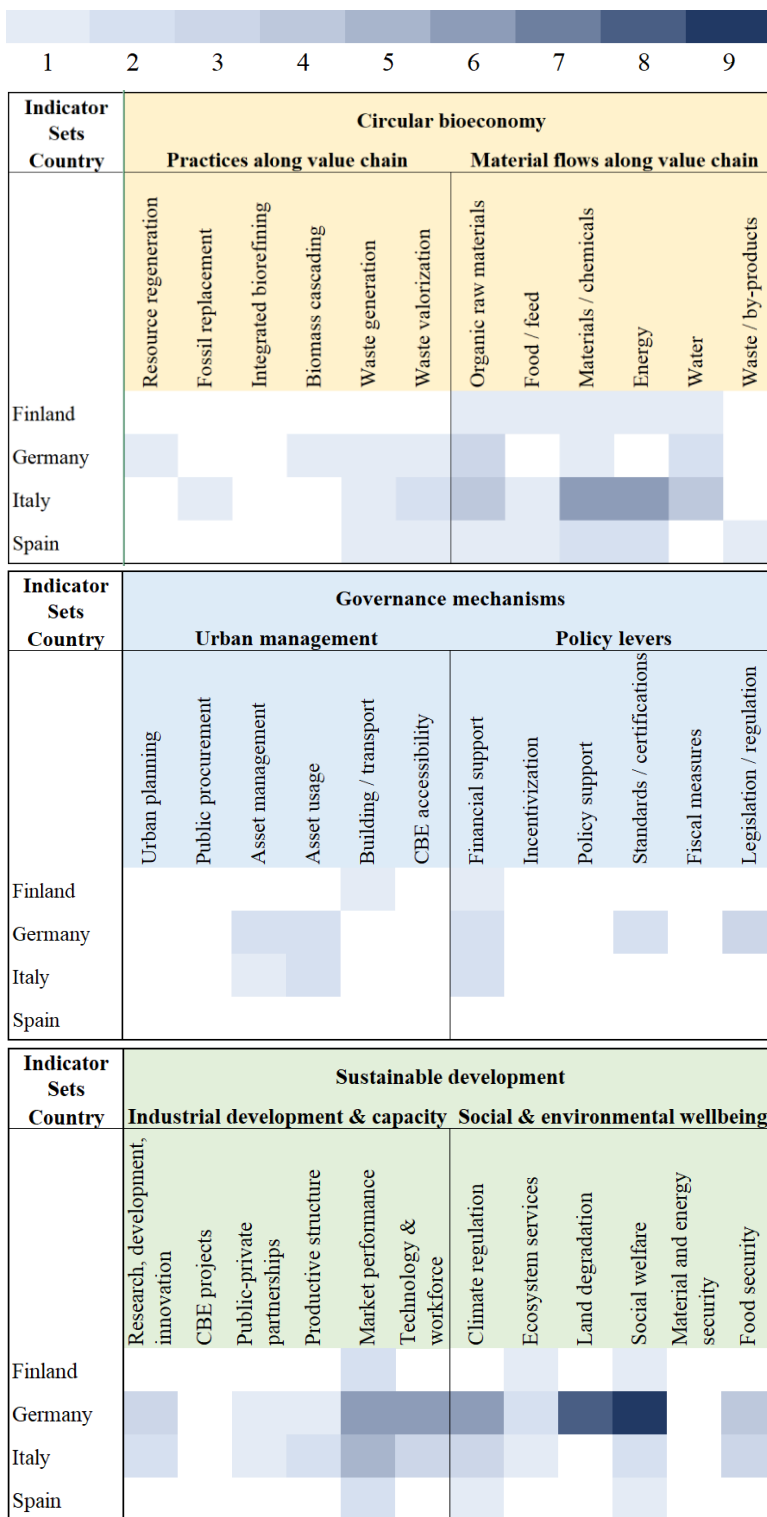 1 2 3 4 5 6 7 8 9
Indicator
Sets
Country
Circular bioeconomy
Practices along value chain
Material flows along value chain
Resource regeneration
Fossil replacement
Integrated biorefining
Biomass cascading
Waste generation
Waste valorization
Organic raw materials
Food / feed
Materials / chemicals
Energy
Water
Waste / by-products
Finland
Germany
Italy
Spain
Indicator
Sets
Country
Governance mechanisms
Urban management
Policy levers
Urban planning
Public procurement
Asset management
Asset usage
Building / transport
CBE accessibility
Financial support
Incentivization
Policy support
Standards / certifications
Fiscal measures
Legislation / regulation
Finland
Germany
Italy
Spain
Indicator
Sets
Country
Sustainable development
Industrial development & capacity
Social & environmental wellbeing
Research, development,
innovation
CBE projects
Public-private
partnerships
Productive structure
Market performance
Technology &
workforce
Climate regulation
Ecosystem services
Land degradation
Social welfare
Material and energy
security
Food security
Finland
Germany
Italy
Spain